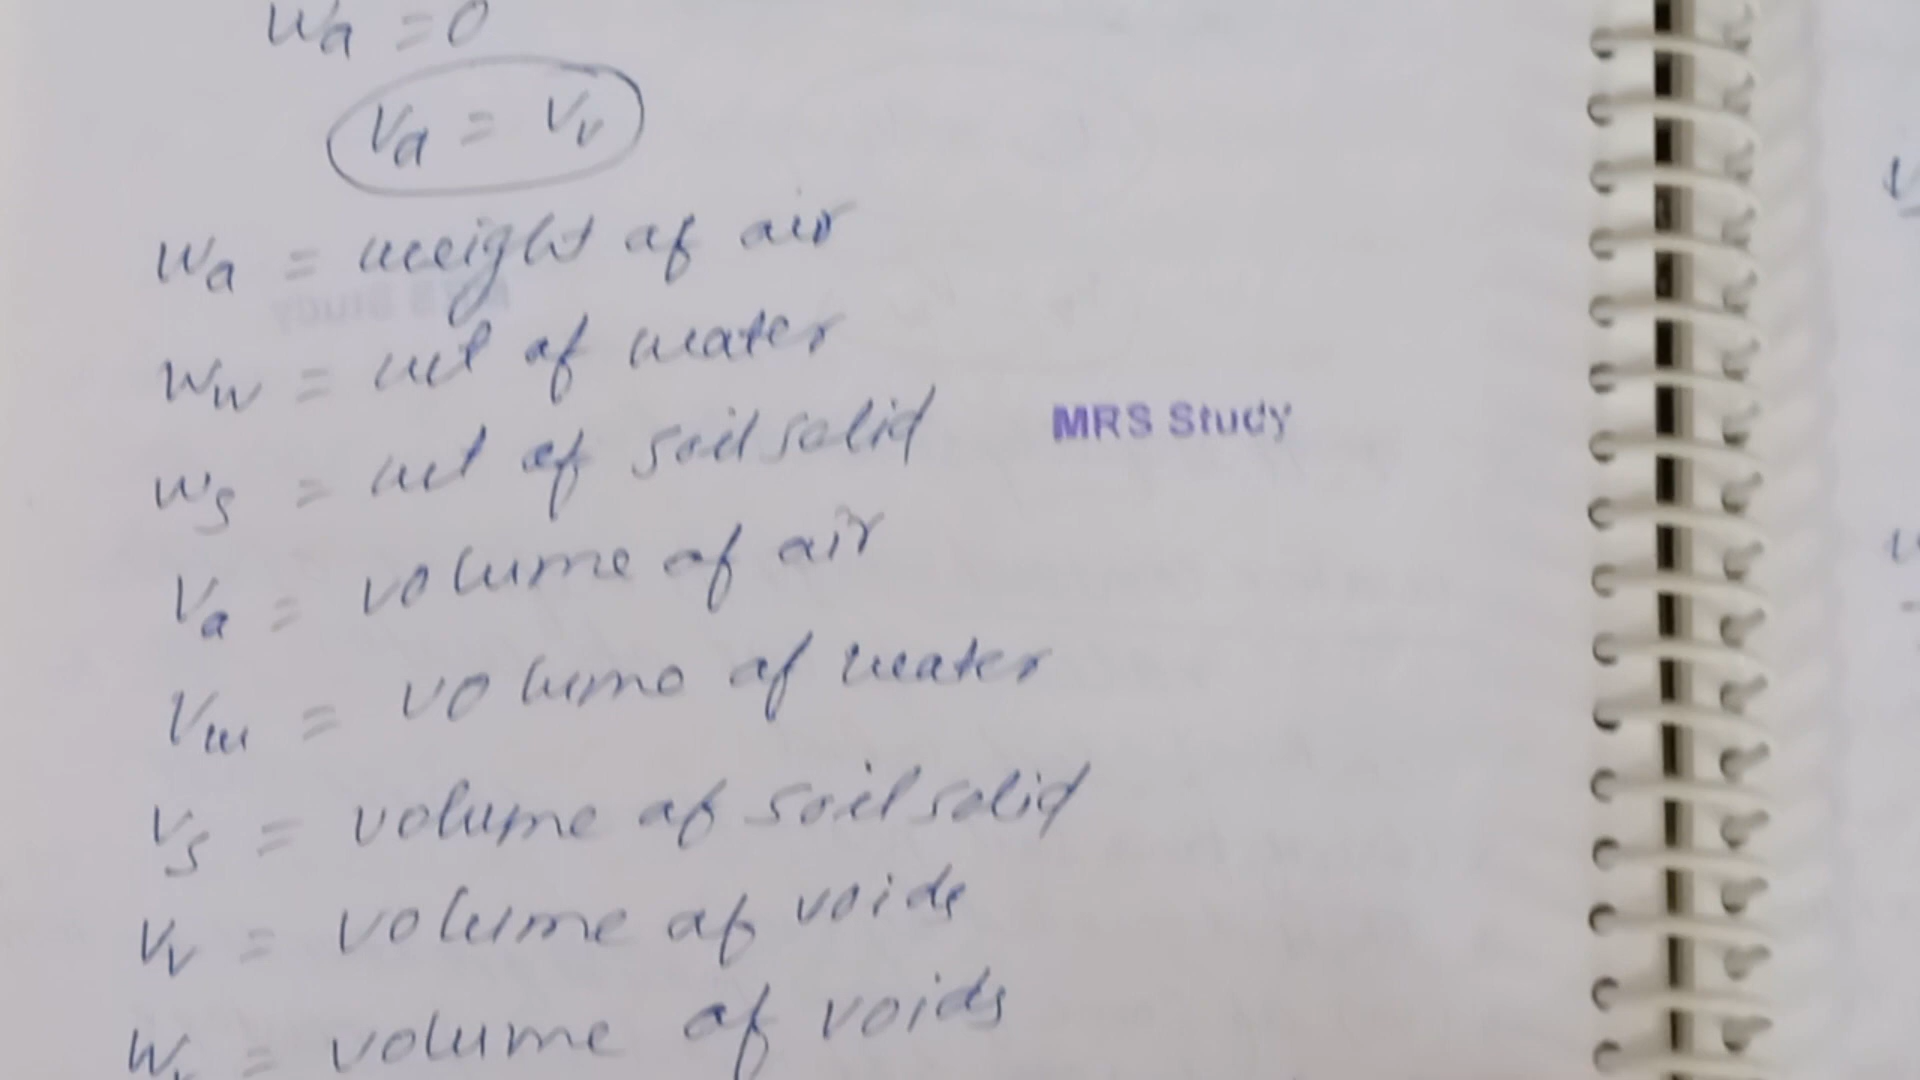 Wa = 0
Va = Vv
Wa = weight of air
Ww = wt of water
Ws = wt of soil solid
MRS Study
Va = volume of air
Vw = volume of water
Vs = volume of soil solid
Vv = volume of voids
Wv = volume of voids